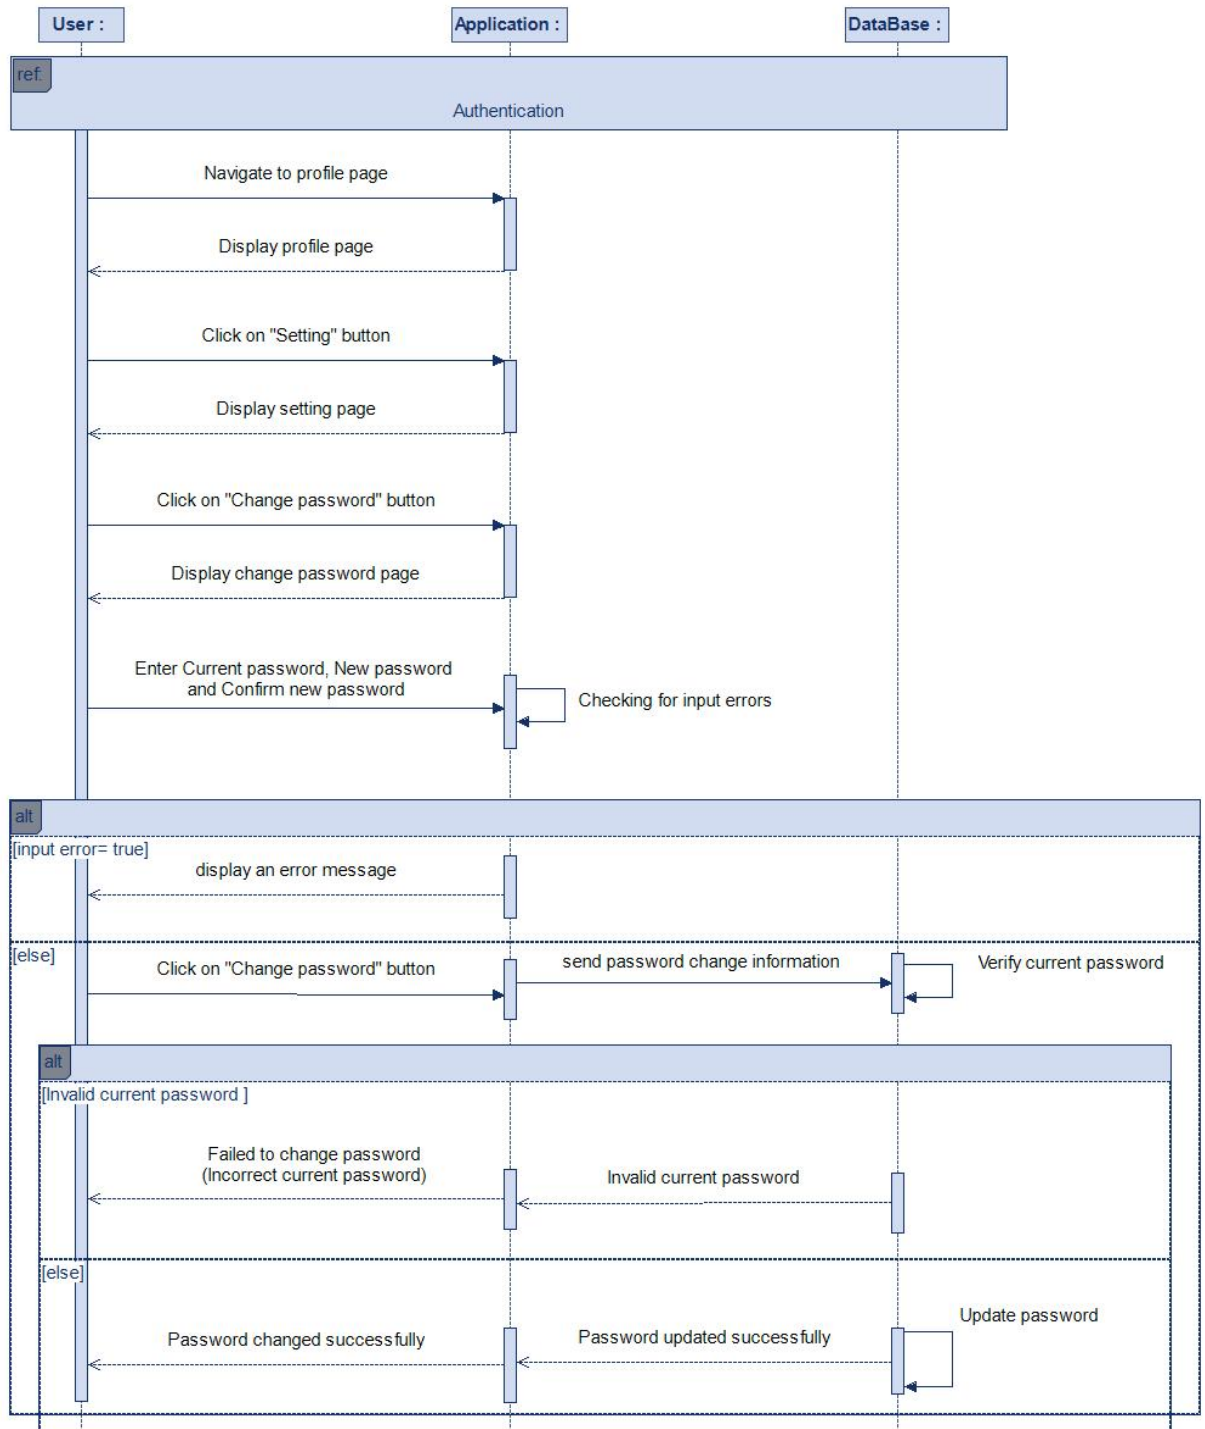 User :
Application :
DataBase :
ref:
Authentication
Navigate to profile page
Display profile page
Click on "Setting" button
Display setting page
Click on "Change password" button
Display change password page
Enter Current password, New password
and Confirm new password
Checking for input errors
alt
[input error= true]
display an error message
[else]
Click on "Change password" button
send password change information
Verify current password
alt
[Invalid current password ]
Failed to change password
(Incorrect current password)
Invalid current password
[else]
Update password
Password changed successfully
Password updated successfully